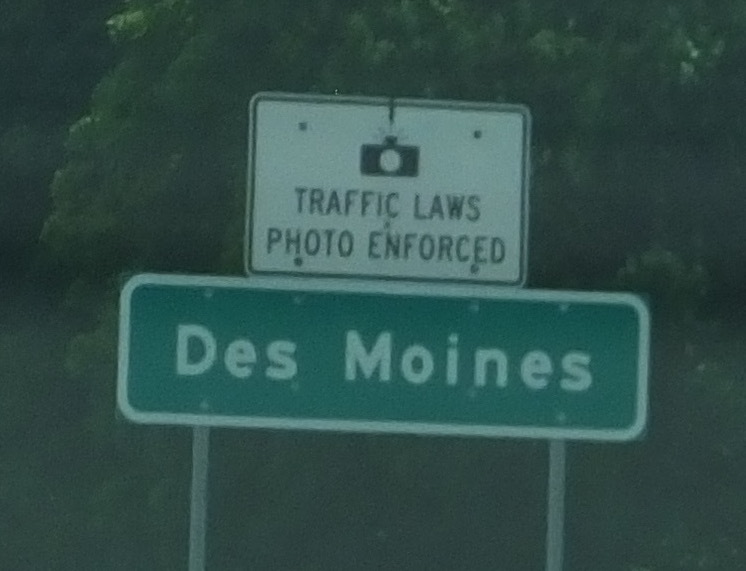 TRAFFIC LAWS
PHOTO ENFORCED
Des Moines